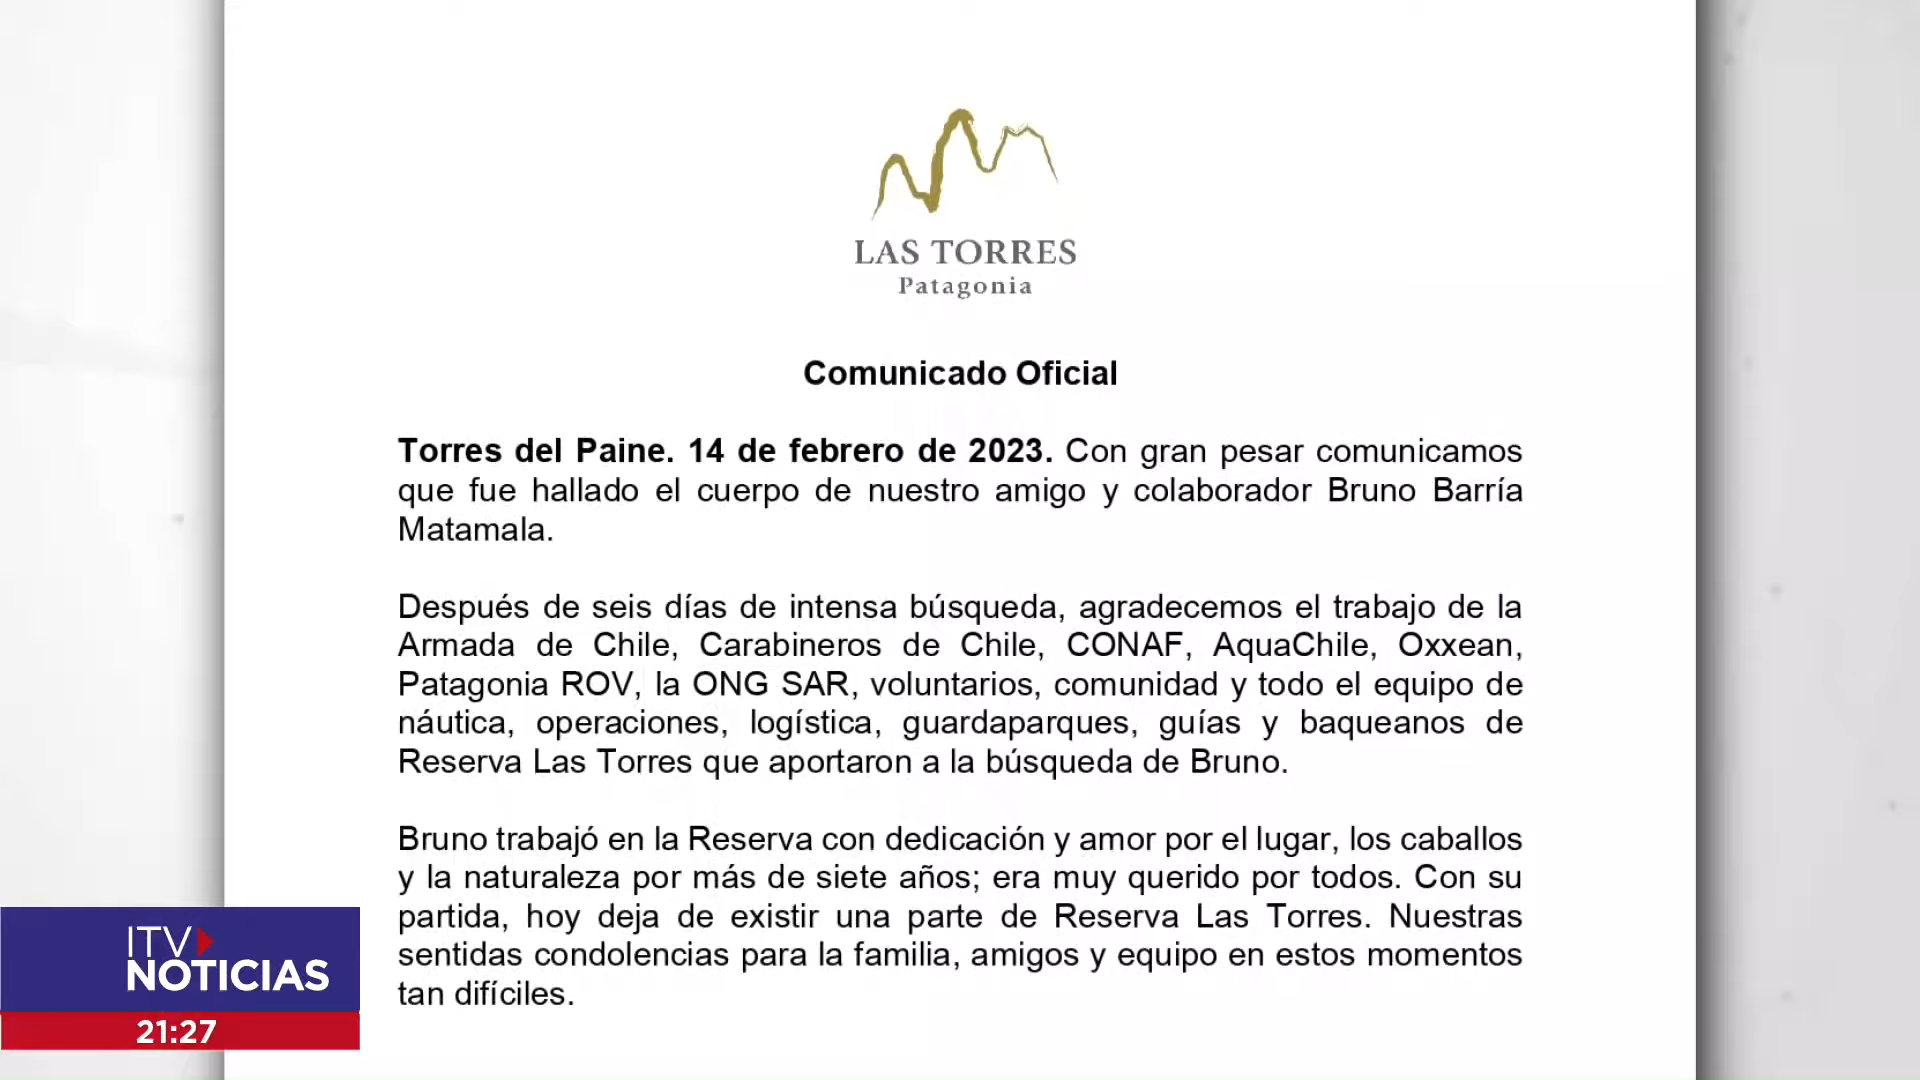 LAS TORRES
Patagonia
Comunicado Oficial
Torres del Paine. 14 de febrero de 2023. Con gran pesar comunicamos
que fue hallado el cuerpo de nuestro amigo y colaborador Bruno Barría
Matamala.
Después de seis días de intensa búsqueda, agradecemos el trabajo de la
Armada de Chile, Carabineros de Chile, CONAF, AquaChile, Oxxean,
Patagonia ROV, la ONG SAR, voluntarios, comunidad y todo el equipo de
náutica, operaciones, logística, guardaparques, guías y baqueanos de
Reserva Las Torres que aportaron a la búsqueda de Bruno.
Bruno trabajó en la Reserva con dedicación y amor por el lugar, los caballos
y la naturaleza por más de siete años; era muy querido por todos. Con su
partida, hoy deja de existir una parte de Reserva Las Torres. Nuestras
sentidas condolencias para la familia, amigos y equipo en estos momentos
tan difíciles.
ITV
NOTICIAS
21:27